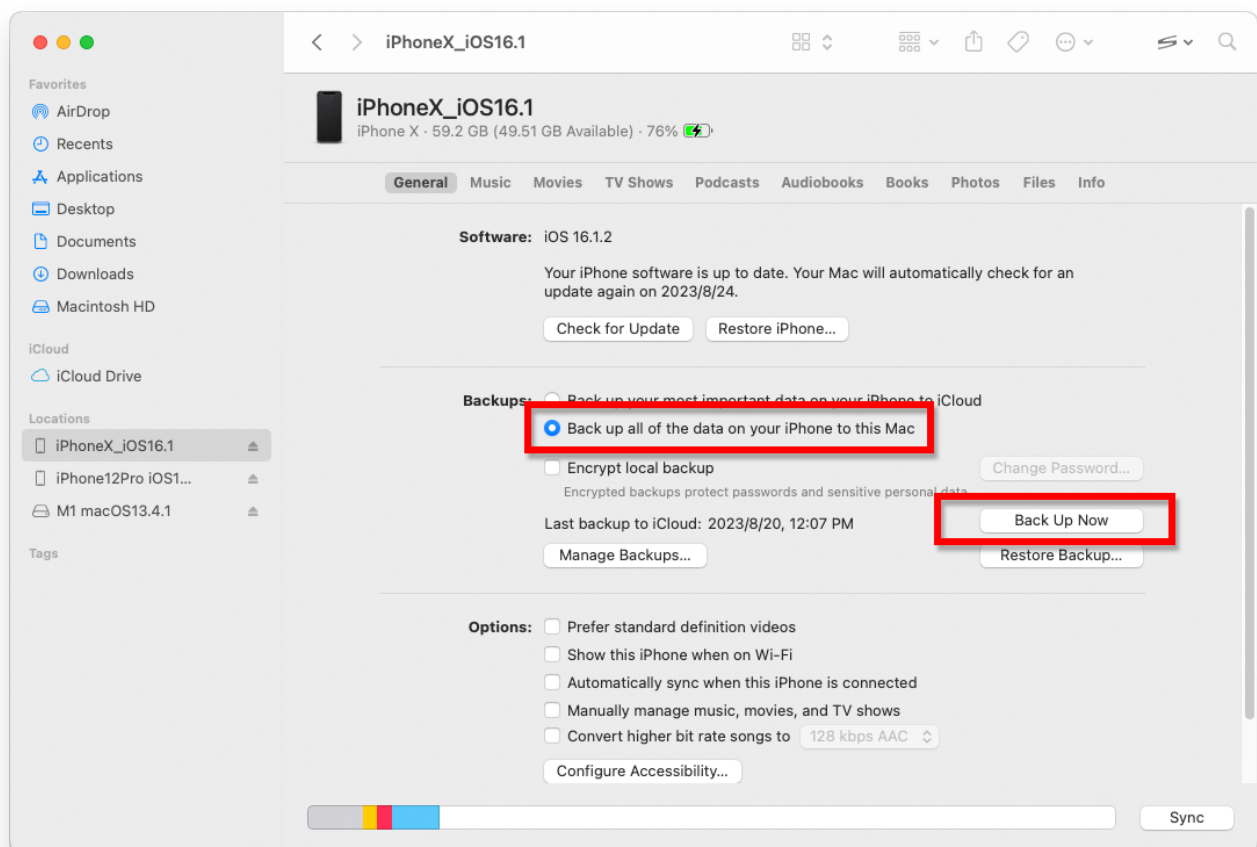 iPhoneX_iOS16.1
Favorites
AirDrop
Recents
Applications
Desktop
Documents
Downloads
Macintosh HD
iCloud
iCloud Drive
Locations
iPhoneX_iOS16.1
iPhone12Pro iOS1...
M1 macOS13.4.1
Tags
iPhoneX_iOS16.1
iPhone X · 59.2 GB (49.51 GB Available) · 76%
General Music Movies TV Shows Podcasts Audiobooks Books Photos Files Info
Software: iOS 16.1.2
Your iPhone software is up to date. Your Mac will automatically check for an
update again on 2023/8/24.
Check for Update Restore iPhone...
Backups: Back up your most important data on your iPhone to iCloud
Back up all of the data on your iPhone to this Mac
Encrypt local backup Change Password...
Encrypted backups protect passwords and sensitive personal data.
Last backup to iCloud: 2023/8/20, 12:07 PM Back Up Now
Manage Backups... Restore Backup...
Options: Prefer standard definition videos
Show this iPhone when on Wi-Fi
Automatically sync when this iPhone is connected
Manually manage music, movies, and TV shows
Convert higher bit rate songs to 128 kbps AAC
Configure Accessibility...
Sync